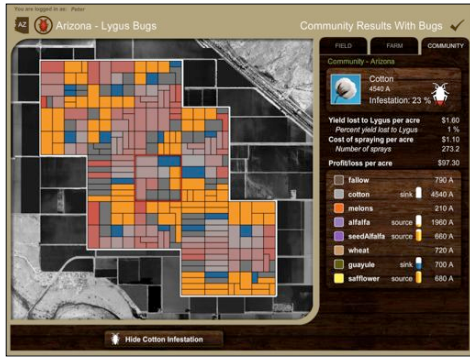 You are logged in as: Peter
AZ Arizona - Lygus Bugs
Community Results With Bugs
FIELD FARM COMMUNITY
Community - Arizona
Cotton
4540 A
Infestation: 23 %
Yield lost to Lygus per acre $1.60
Percent yield lost to Lygus 1 %
Cost of spraying per acre $1.10
Number of sprays 273.2
Profit/loss per acre $97.30
fallow 790 A
cotton sink 4540 A
melons 210 A
alfalfa source 1960 A
seedAlfalfa source 660 A
wheat 720 A
guayule sink 700 A
safflower source 680 A
Hide Cotton Infestation